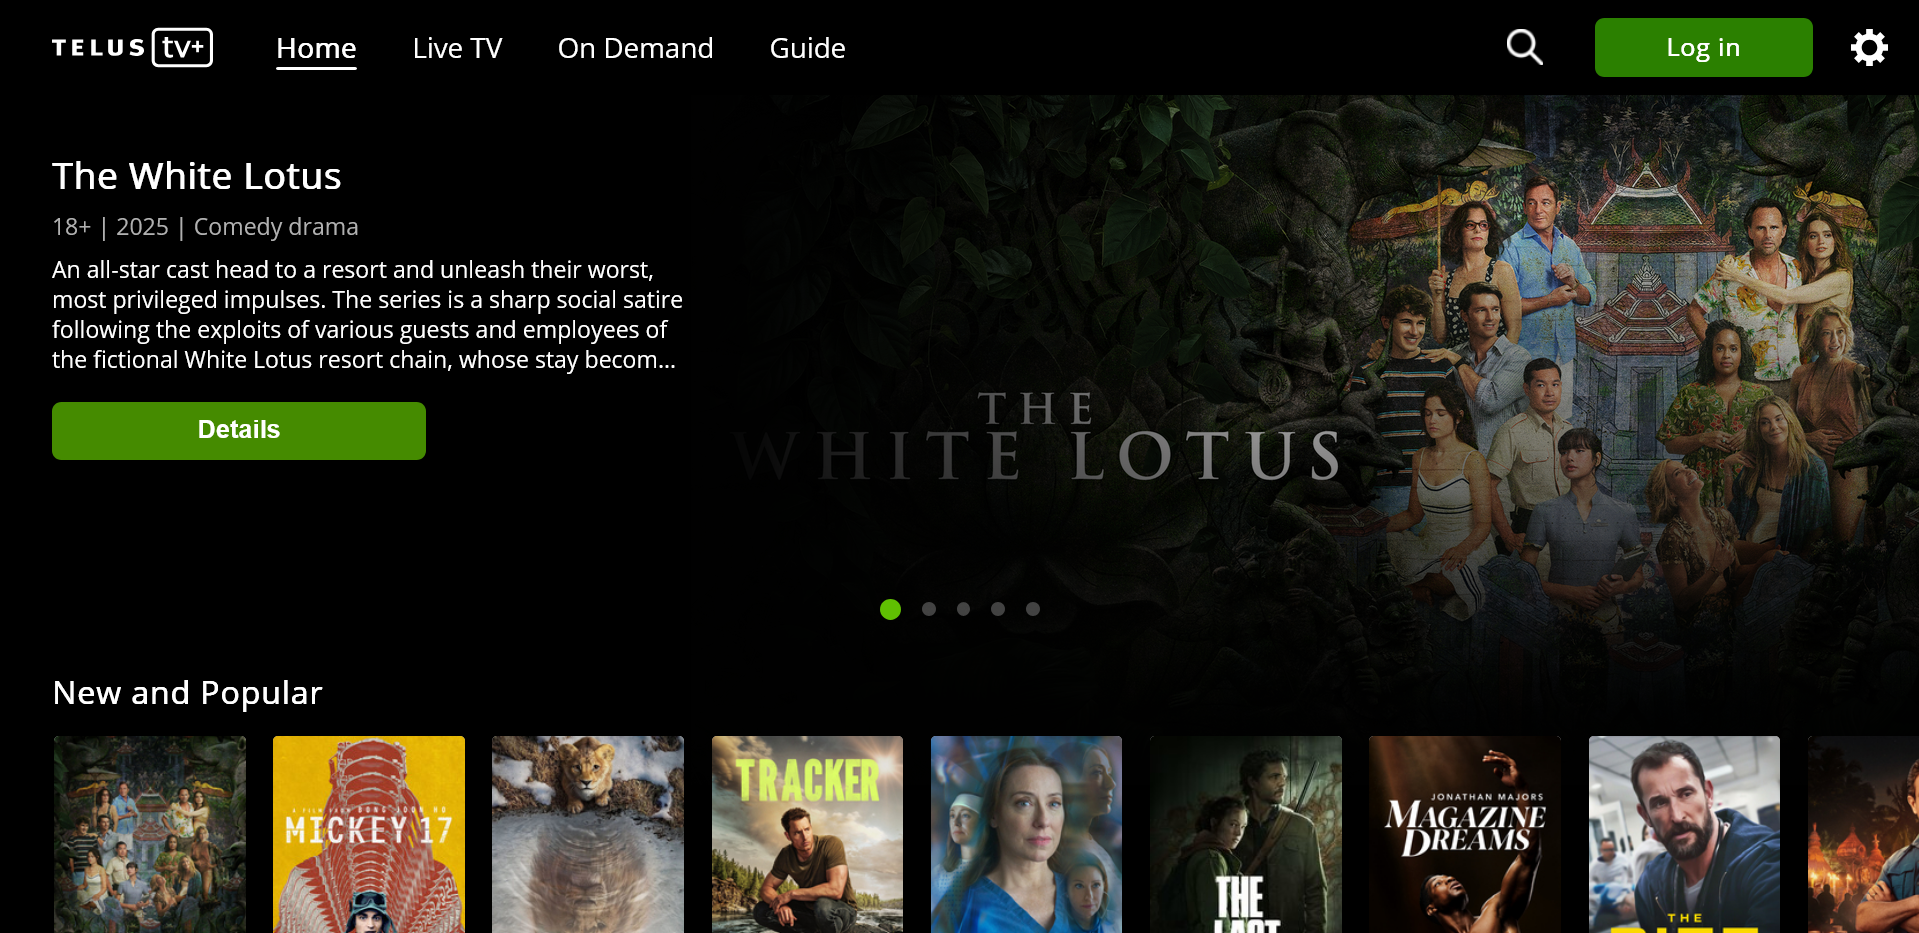 TELUS tv+
Home
Live TV
On Demand
Guide
Log in
The White Lotus
18+ | 2025 | Comedy drama
An all-star cast head to a resort and unleash their worst,
most privileged impulses. The series is a sharp social satire
following the exploits of various guests and employees of
the fictional White Lotus resort chain, whose stay becom...
Details
THE
WHITE LOTUS
New and Popular
A FILM FROM BONG JOON HO
MICKEY 17
TRACKER
THE
LAST
JONATHAN MAJORS
MAGAZINE
DREAMS
THE
PITT